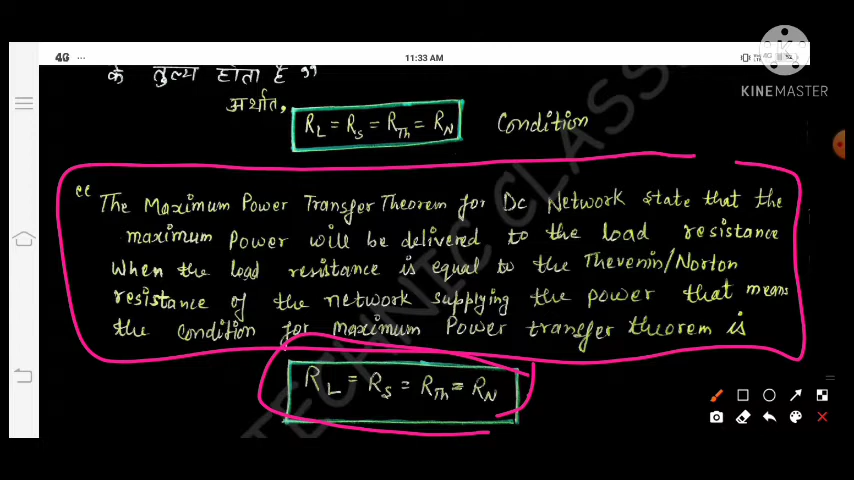 4G ... 11:33 AM
KINEMASTER
के तुल्य होता है”
अर्थात,
R_L = R_S = R_Th = R_N Condition
“ The Maximum Power Transfer Theorem for Dc Network state that the
maximum Power will be delivered to the load resistance
When the load resistance is equal to the Thevenin/Norton
resistance of the network supplying the power that means
the condition for Maximum Power transfer theorem is
R_L = R_S = R_Th = R_N
TECHNIC CLASS